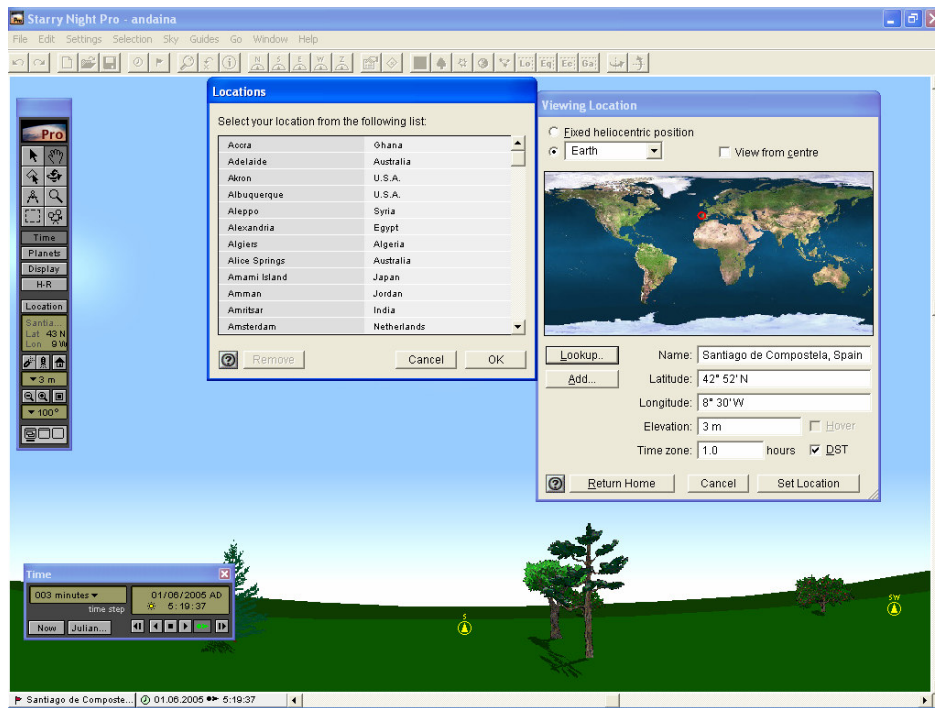 Starry Night Pro - andaina
File Edit Settings Selection Sky Guides Go Window Help
N S E W Z Lo Eq Ec Ga
Pro
Time
Planets
Display
H-R
Location
Santia...
Lat 43 N
Lon 9 W
3 m
100°
Locations
Select your location from the following list:
Accra Ghana
Adelaide Australia
Akron U.S.A.
Albuquerque U.S.A.
Aleppo Syria
Alexandria Egypt
Algiers Algeria
Alice Springs Australia
Amami Island Japan
Amman Jordan
Amritsar India
Amsterdam Netherlands
? Remove Cancel OK
Viewing Location
Fixed heliocentric position
Earth View from centre
Lookup.. Name: Santiago de Compostela, Spain
Add... Latitude: 42° 52' N
Longitude: 8° 30' W
Elevation: 3 m Hover
Time zone: 1.0 hours DST
? Return Home Cancel Set Location
Time
003 minutes 01/06/2005 AD
time step 5:19:37
Now Julian...
S
SW
Santiago de Composte... 01.06.2005 5:19:37